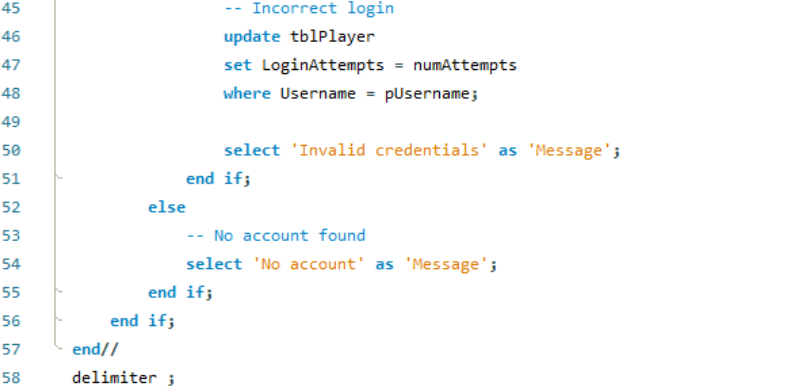 45 -- Incorrect login
46 update tblPlayer
47 set LoginAttempts = numAttempts
48 where Username = pUsername;
49
50 select 'Invalid credentials' as 'Message';
51 end if;
52 else
53 -- No account found
54 select 'No account' as 'Message';
55 end if;
56 end if;
57 end//
58 delimiter ;